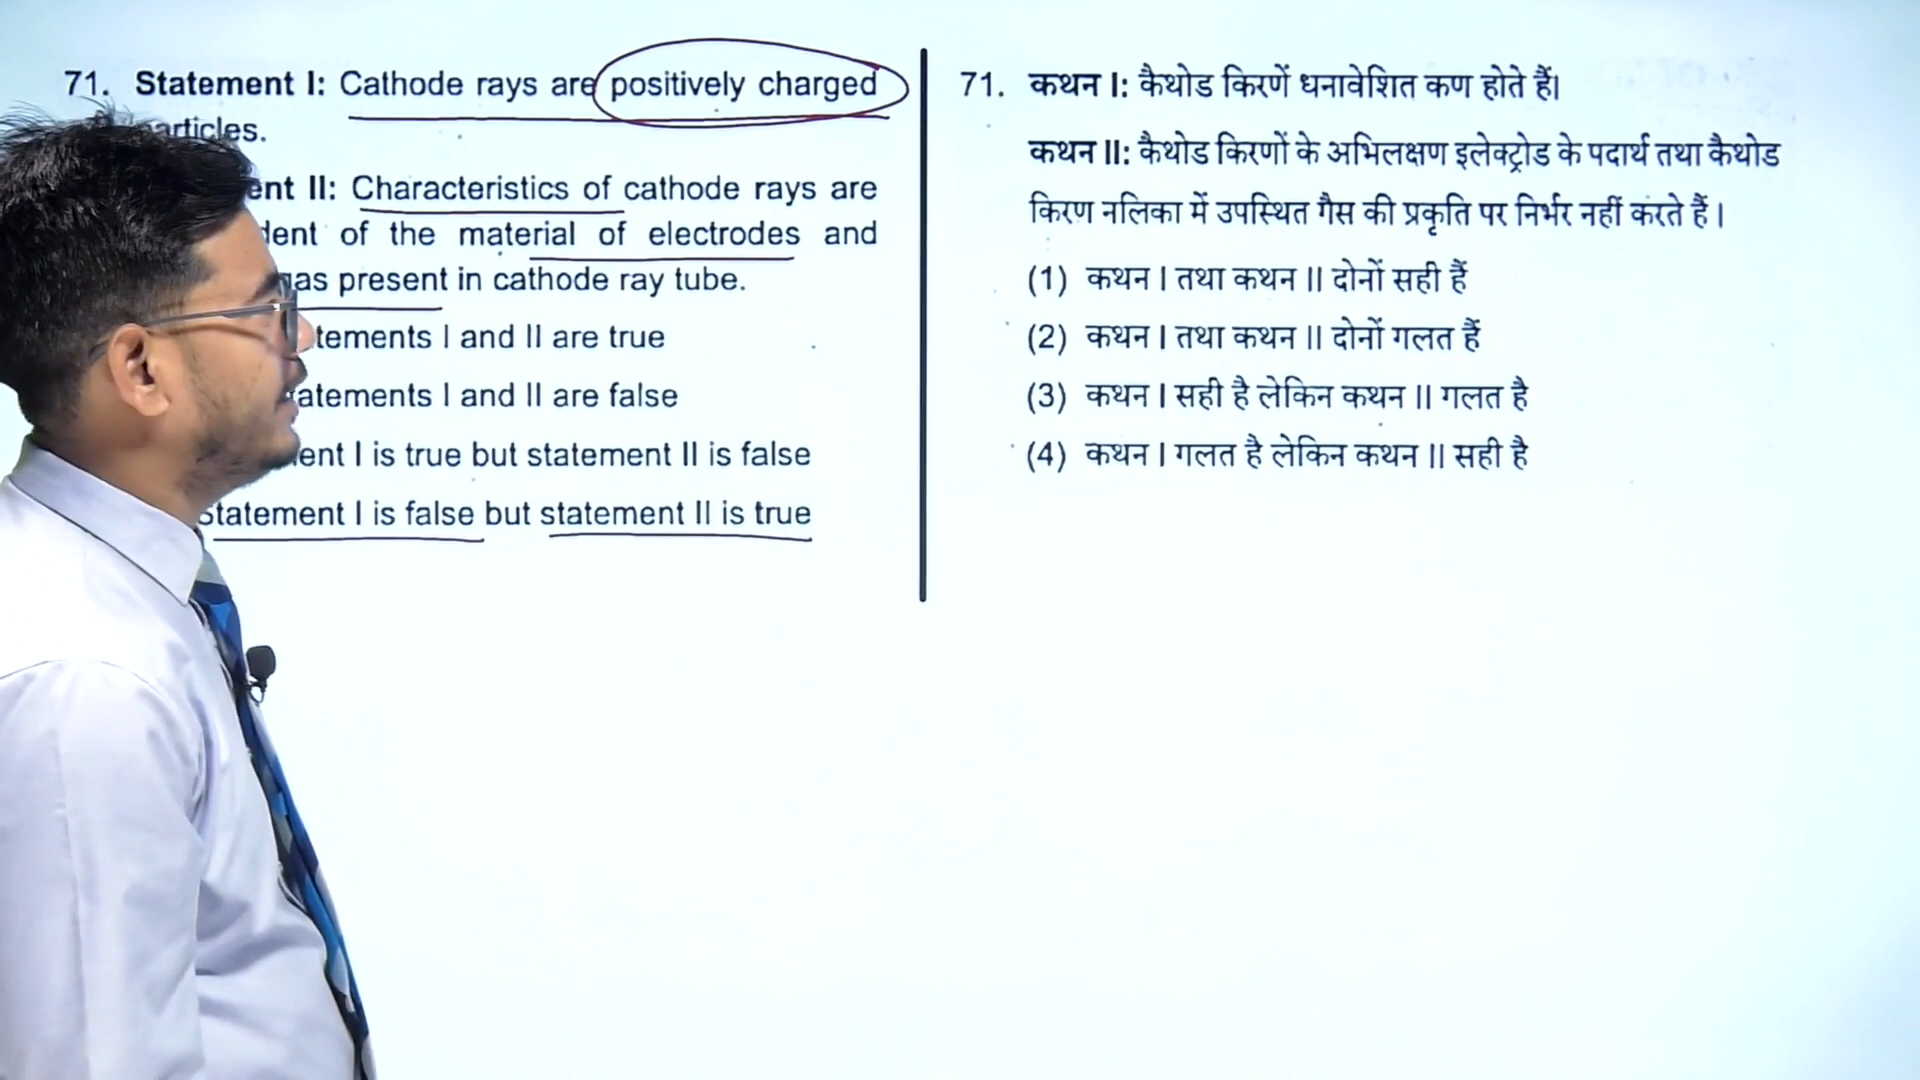 71. Statement I: Cathode rays are positively charged
articles.
ent II: Characteristics of cathode rays are
dent of the material of electrodes and
gas present in cathode ray tube.
tements I and II are true
atements I and II are false
ent I is true but statement II is false
Statement I is false but statement II is true
71. कथन I: कैथोड किरणें धनावेशित कण होते हैं।
कथन II: कैथोड किरणों के अभिलक्षण इलेक्ट्रोड के पदार्थ तथा कैथोड
किरण नलिका में उपस्थित गैस की प्रकृति पर निर्भर नहीं करते हैं।
(1) कथन I तथा कथन II दोनों सही हैं
(2) कथन I तथा कथन II दोनों गलत हैं
(3) कथन I सही है लेकिन कथन II गलत है
(4) कथन I गलत है लेकिन कथन II सही है